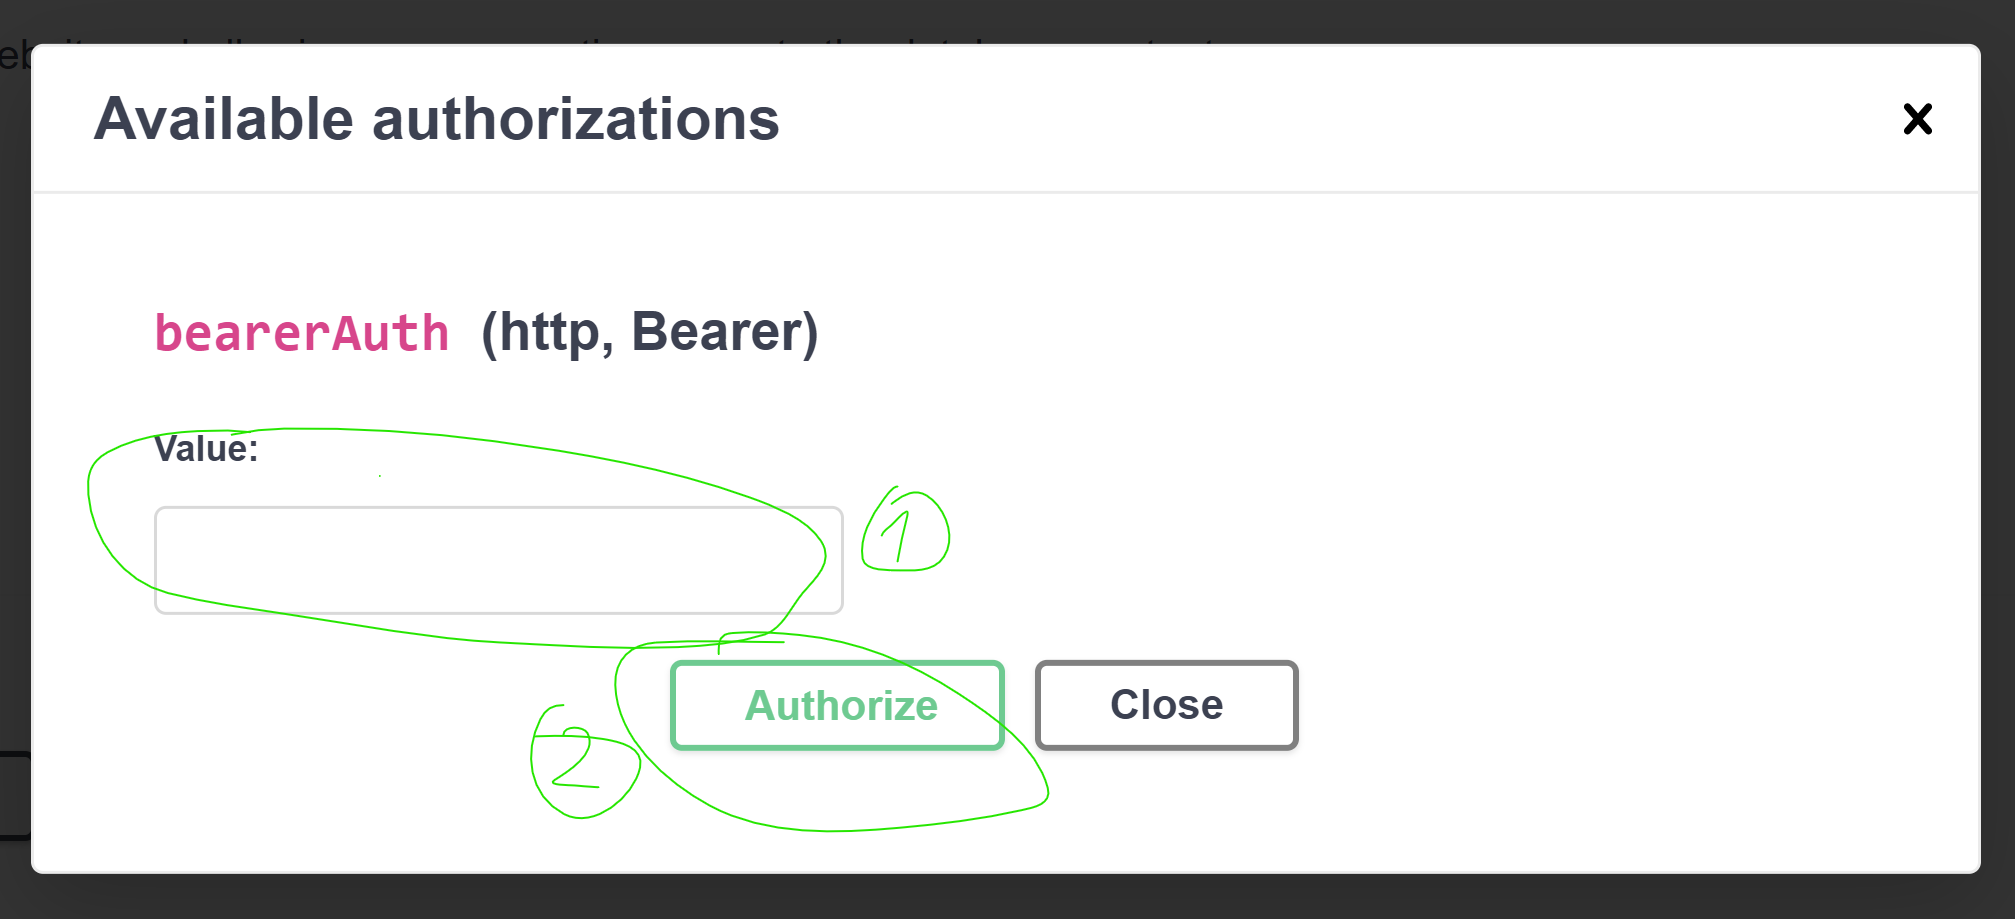 Available authorizations
bearerAuth (http, Bearer)
Value:
1
Authorize Close
2